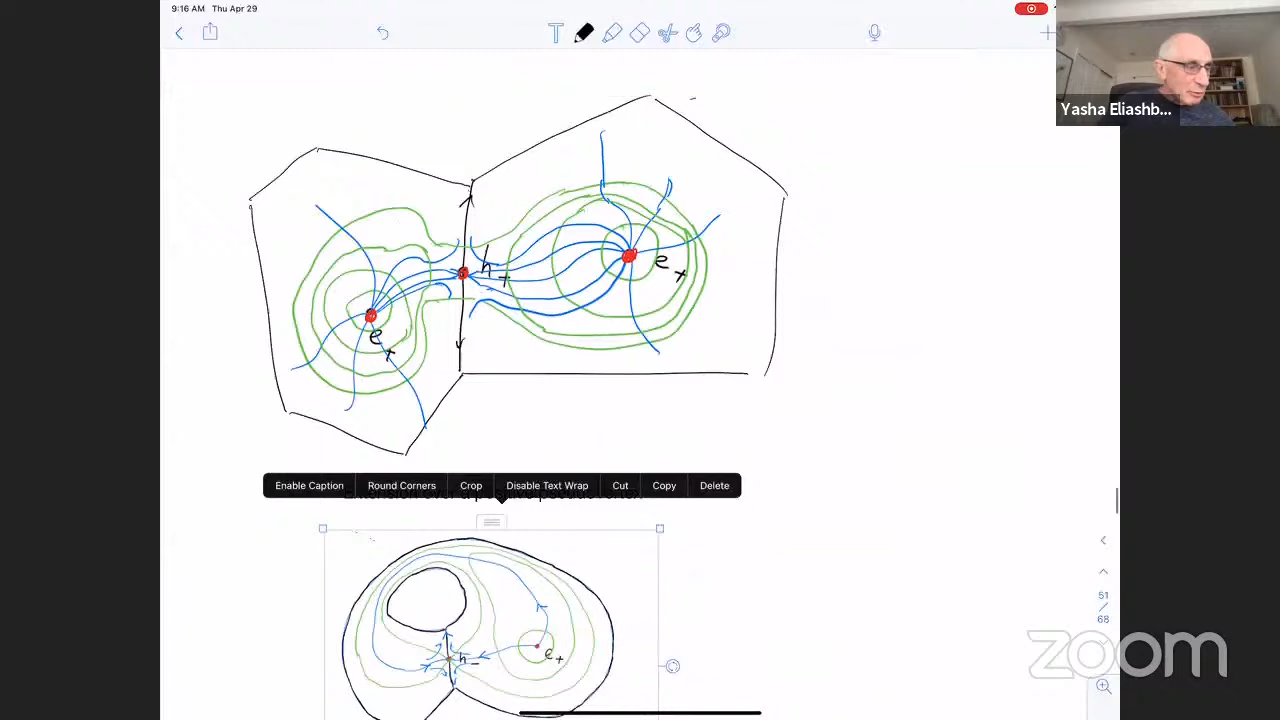 9:16 AM Thu Apr 29
T
Yasha Eliashb...
h+
e+
e+
Enable Caption Round Corners Crop Disable Text Wrap Cut Copy Delete
h-
e+
51
/
68
zoom